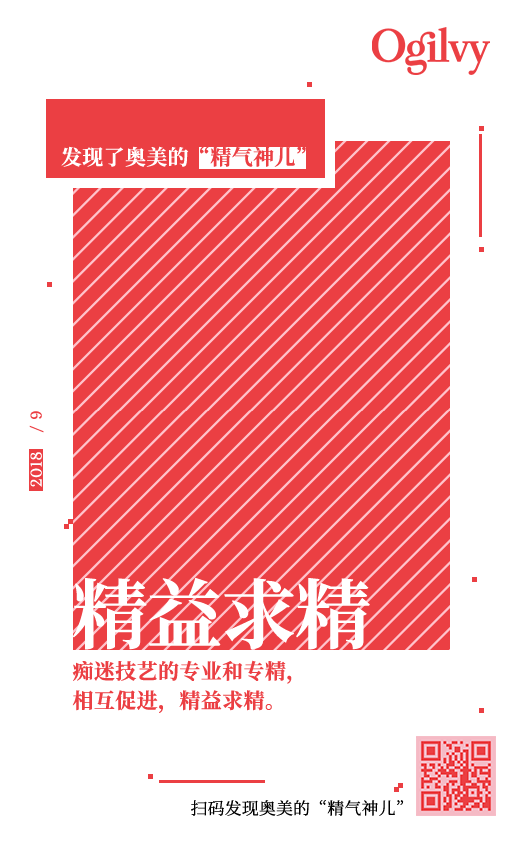 Ogilvy
发现了奥美的“精气神儿”
2018 / 9
精益求精
痴迷技艺的专业和专精，
相互促进，精益求精。
扫码发现奥美的“精气神儿”